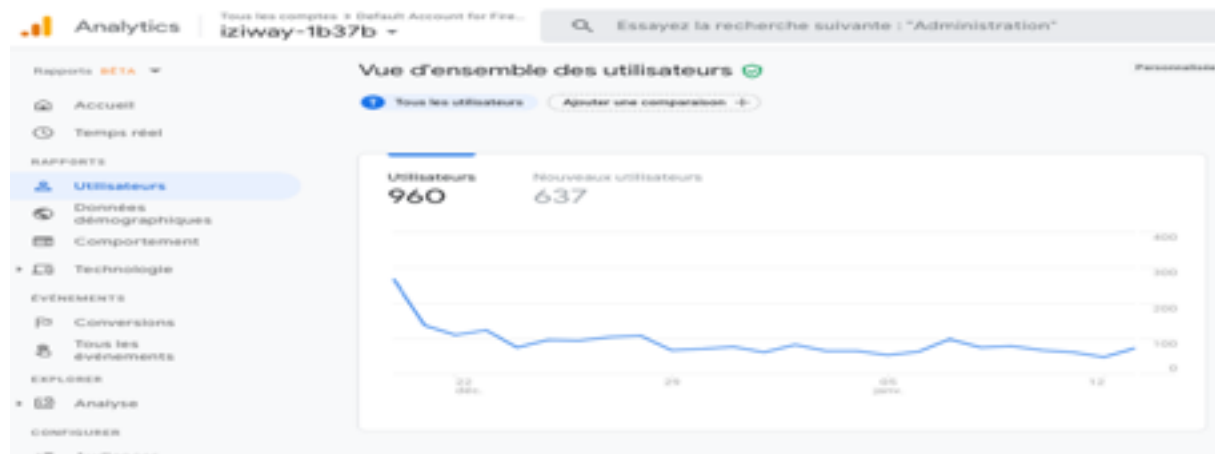 Analytics
Tous les comptes > Default Account for Fire...
iziway-1b37b
Essayez la recherche suivante : "Administration"
Rapports BÊTA
Vue d'ensemble des utilisateurs
Accueil
Tous les utilisateurs
Ajouter une comparaison +
Temps réel
RAPPORTS
Utilisateurs
Données
démographiques
Comportement
Technologie
ÉVÉNEMENTS
Conversions
Tous les
événements
EXPLORER
Analyse
CONFIGURER
Utilisateurs
960
Nouveaux utilisateurs
637
400
300
200
100
0
22
déc.
29
05
janv.
12